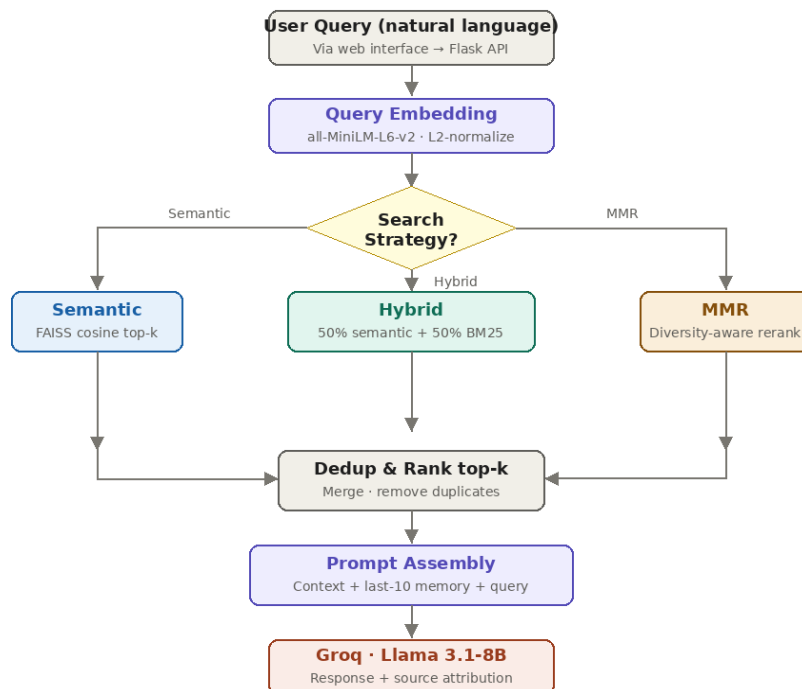 User Query (natural language)
Via web interface → Flask API
Query Embedding
all-MiniLM-L6-v2 · L2-normalize
Semantic
Search
Strategy?
MMR
Hybrid
Semantic
FAISS cosine top-k
Hybrid
50% semantic + 50% BM25
MMR
Diversity-aware rerank
Dedup & Rank top-k
Merge · remove duplicates
Prompt Assembly
Context + last-10 memory + query
Groq · Llama 3.1-8B
Response + source attribution